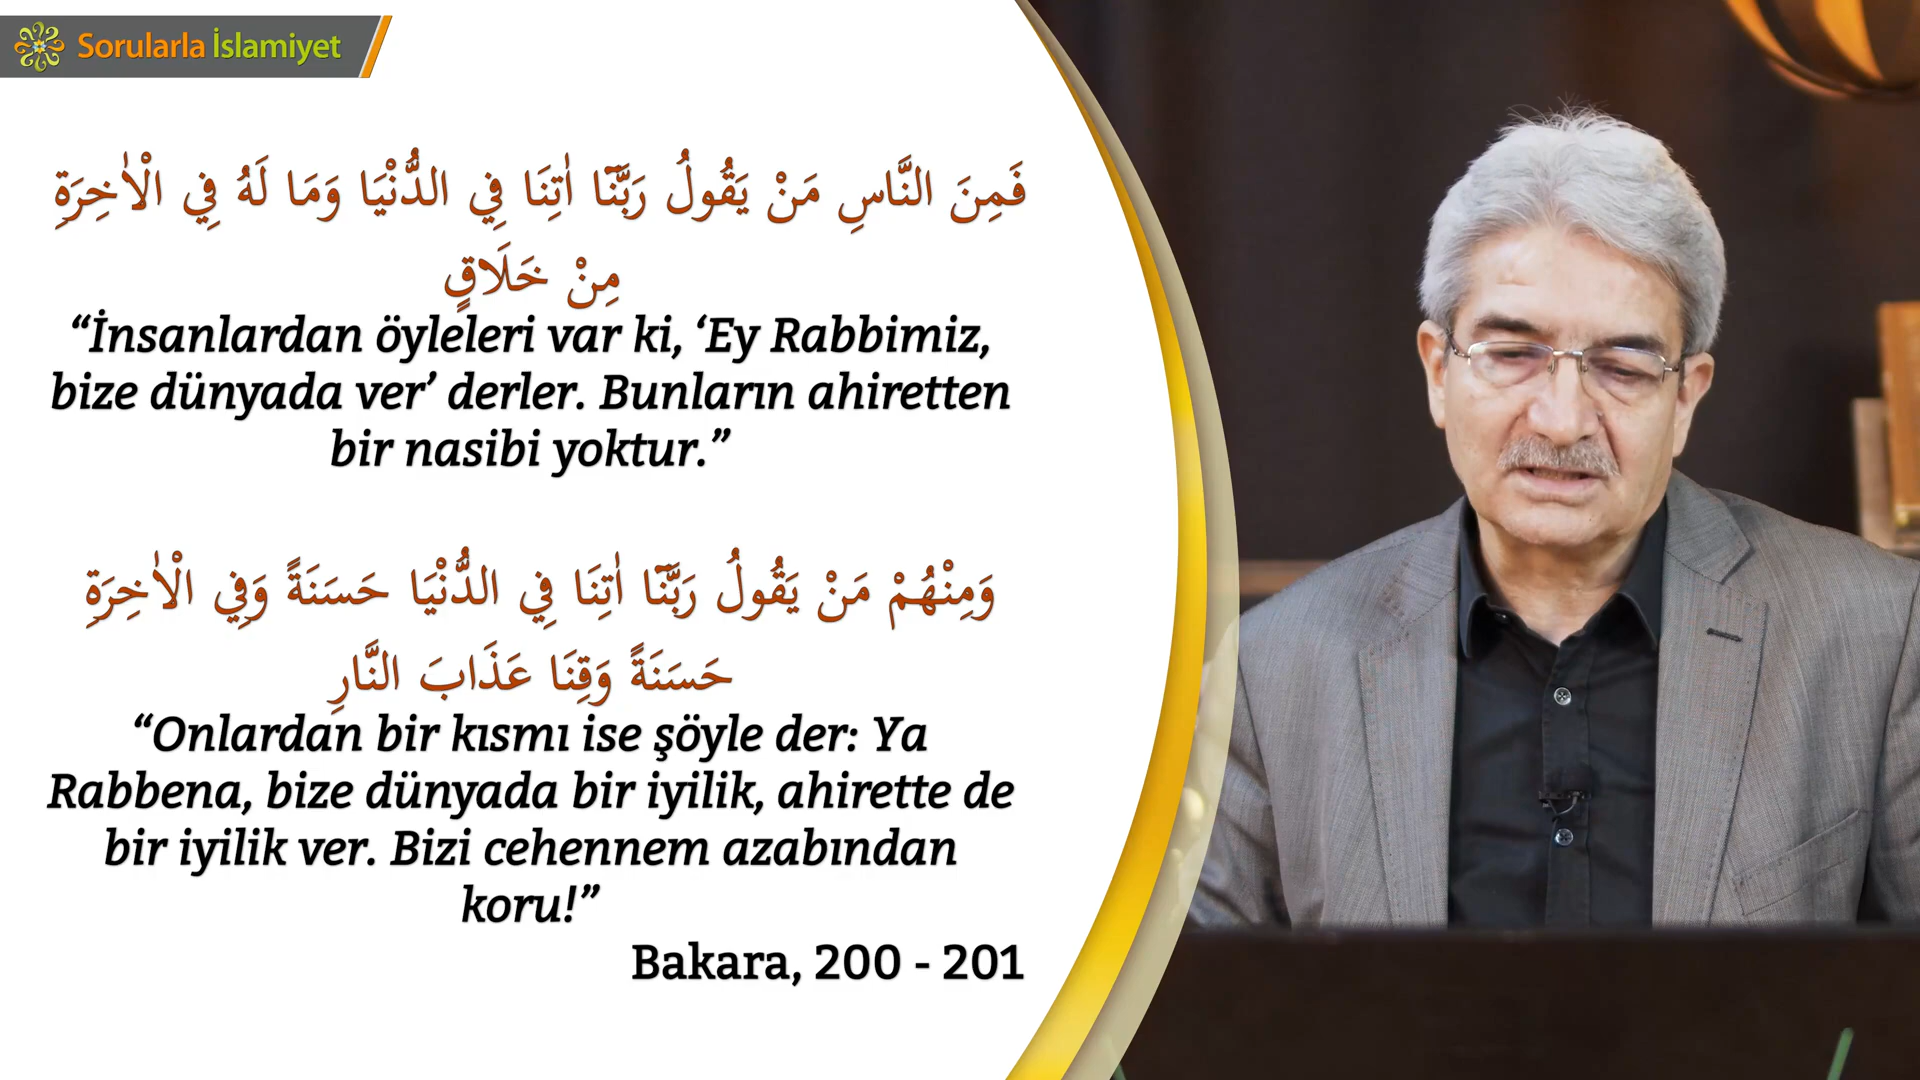 Sorularla İslamiyet
فَمِنَ النَّاسِ مَنْ يَقُولُ رَبَّنَٓا اٰتِنَا فِي الدُّنْيَا وَمَا لَهُ فِي الْاٰخِرَةِ
مِنْ خَلَاقٍ
“İnsanlardan öyleleri var ki, ‘Ey Rabbimiz,
bize dünyada ver’ derler. Bunların ahiretten
bir nasibi yoktur.”
وَمِنْهُمْ مَنْ يَقُولُ رَبَّنَٓا اٰتِنَا فِي الدُّنْيَا حَسَنَةً وَفِي الْاٰخِرَةِ
حَسَنَةً وَقِنَا عَذَابَ النَّارِ
“Onlardan bir kısmı ise şöyle der: Ya
Rabbena, bize dünyada bir iyilik, ahirette de
bir iyilik ver. Bizi cehennem azabından
koru!”
Bakara, 200 - 201